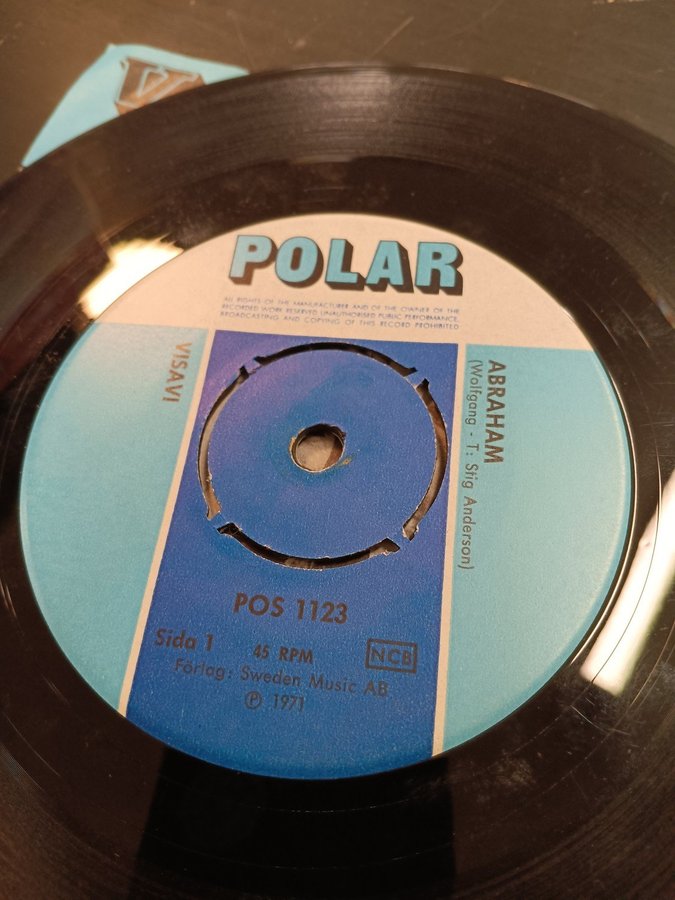 V
POLAR
ALL RIGHTS OF THE MANUFACTURER AND OF THE OWNER OF THE
RECORDED WORK RESERVED UNAUTHORISED PUBLIC PERFORMANCE,
BROADCASTING AND COPYING OF THIS RECORD PROHIBITED
VISAVI
ABRAHAM
(Wolfgang - T: Stig Anderson)
POS 1123
Sida 1 45 RPM NCB
Förlag: Sweden Music AB
℗ 1971